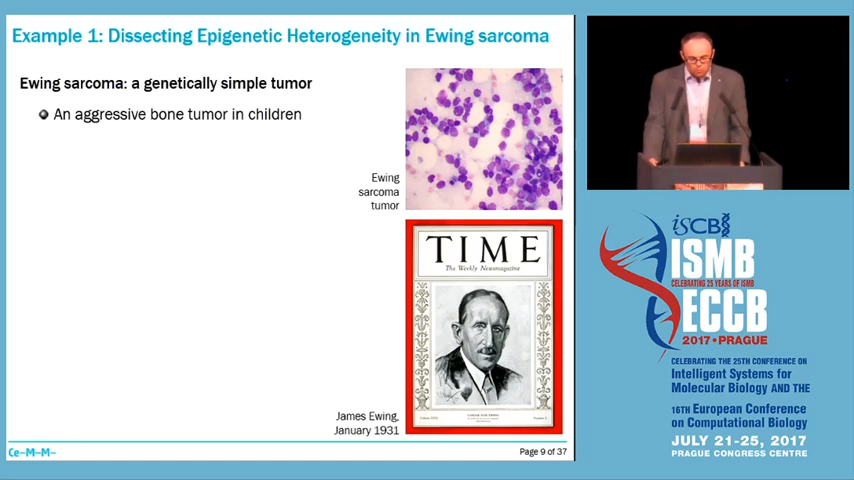 Example 1: Dissecting Epigenetic Heterogeneity in Ewing sarcoma
Ewing sarcoma: a genetically simple tumor
An aggressive bone tumor in children
Ewing
sarcoma
tumor
TIME
The Weekly Newsmagazine
James Ewing,
January 1931
Ce-M-M-
Page 9 of 37
iSCB
ISMB
CELEBRATING 25 YEARS OF ISMB
ECCB
2017 • PRAGUE
CELEBRATING THE 25TH CONFERENCE ON
Intelligent Systems for
Molecular Biology AND THE
16TH European Conference
on Computational Biology
JULY 21-25, 2017
PRAGUE CONGRESS CENTRE